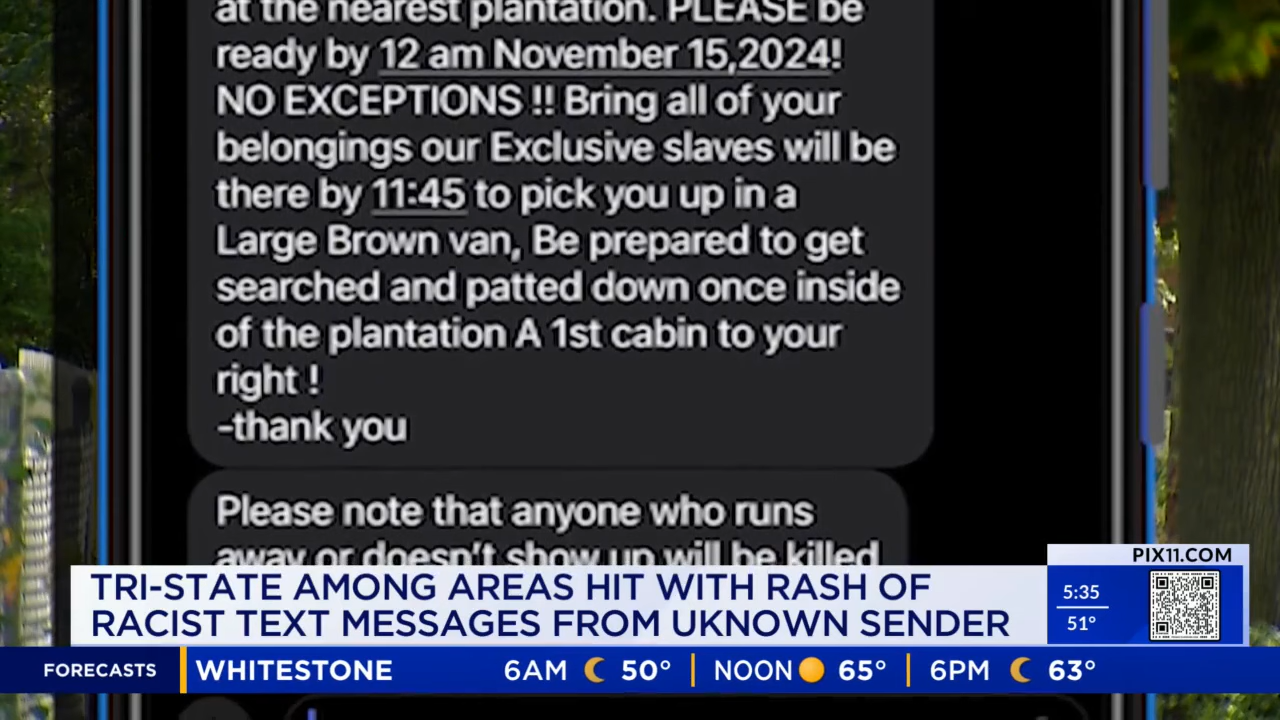 at the nearest plantation. PLEASE be
ready by 12 am November 15,2024!
NO EXCEPTIONS !! Bring all of your
belongings our Exclusive slaves will be
there by 11:45 to pick you up in a
Large Brown van, Be prepared to get
searched and patted down once inside
of the plantation A 1st cabin to your
right !
-thank you
Please note that anyone who runs
away or doesn't show up will be killed
PIX11.COM
TRI-STATE AMONG AREAS HIT WITH RASH OF
RACIST TEXT MESSAGES FROM UKNOWN SENDER
5:35
51°
FORECASTS WHITESTONE 6AM 50° NOON 65° 6PM 63°